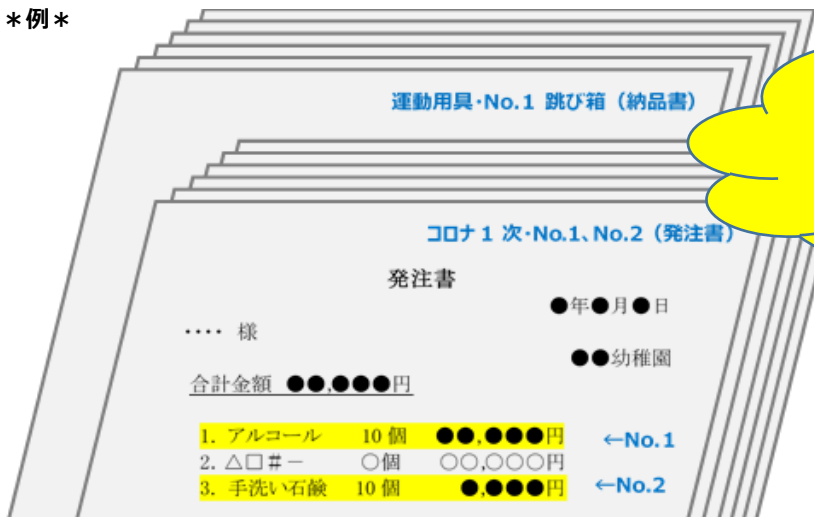 ＊例＊
運動用具・No.1 跳び箱（納品書）
コロナ1次・No.1、No.2（発注書）
発注書
●年●月●日
‥‥ 様
●●幼稚園
合計金額 ●●,●●●円
1. アルコール 10個 ●●,●●●円 ←No.1
2. △□＃－ ○個 ○○,○○○円
3. 手洗い石鹸 10個 ●,●●●円 ←No.2